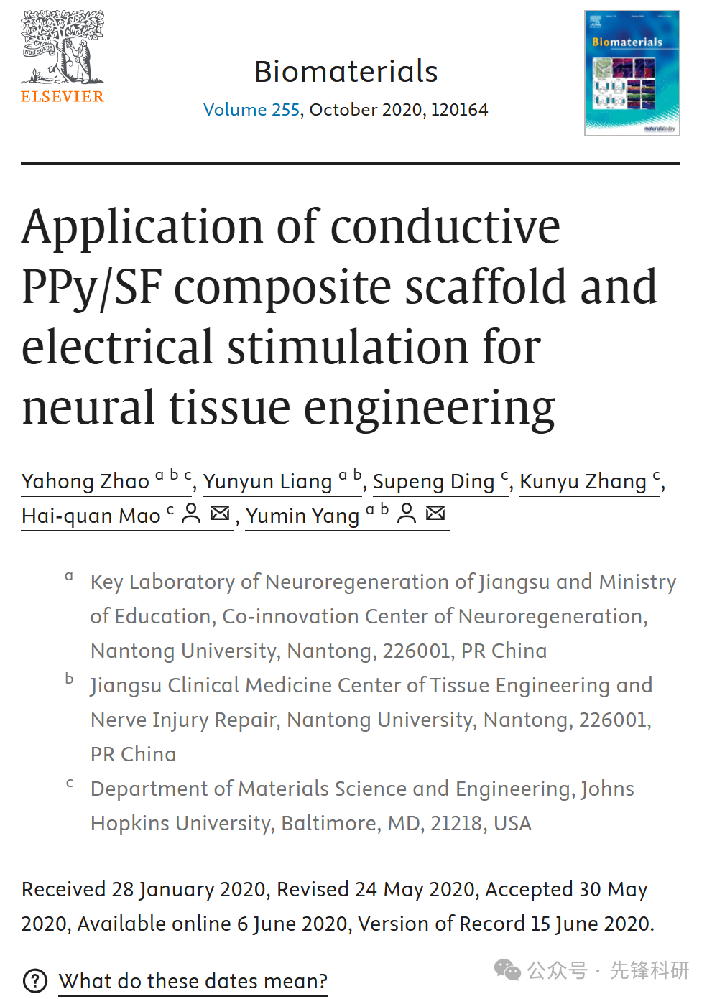 NON SOLUS
ELSEVIER
Biomaterials
Volume 255, October 2020, 120164
Biomaterials
materialstoday
Application of conductive
PPy/SF composite scaffold and
electrical stimulation for
neural tissue engineering
Yahong Zhao a b c, Yunyun Liang a b, Supeng Ding c, Kunyu Zhang c,
Hai-quan Mao c, Yumin Yang a b
a Key Laboratory of Neuroregeneration of Jiangsu and Ministry
of Education, Co-innovation Center of Neuroregeneration,
Nantong University, Nantong, 226001, PR China
b Jiangsu Clinical Medicine Center of Tissue Engineering and
Nerve Injury Repair, Nantong University, Nantong, 226001,
PR China
c Department of Materials Science and Engineering, Johns
Hopkins University, Baltimore, MD, 21218, USA
Received 28 January 2020, Revised 24 May 2020, Accepted 30 May
2020, Available online 6 June 2020, Version of Record 15 June 2020.
? What do these dates mean?
公众号 · 先锋科研